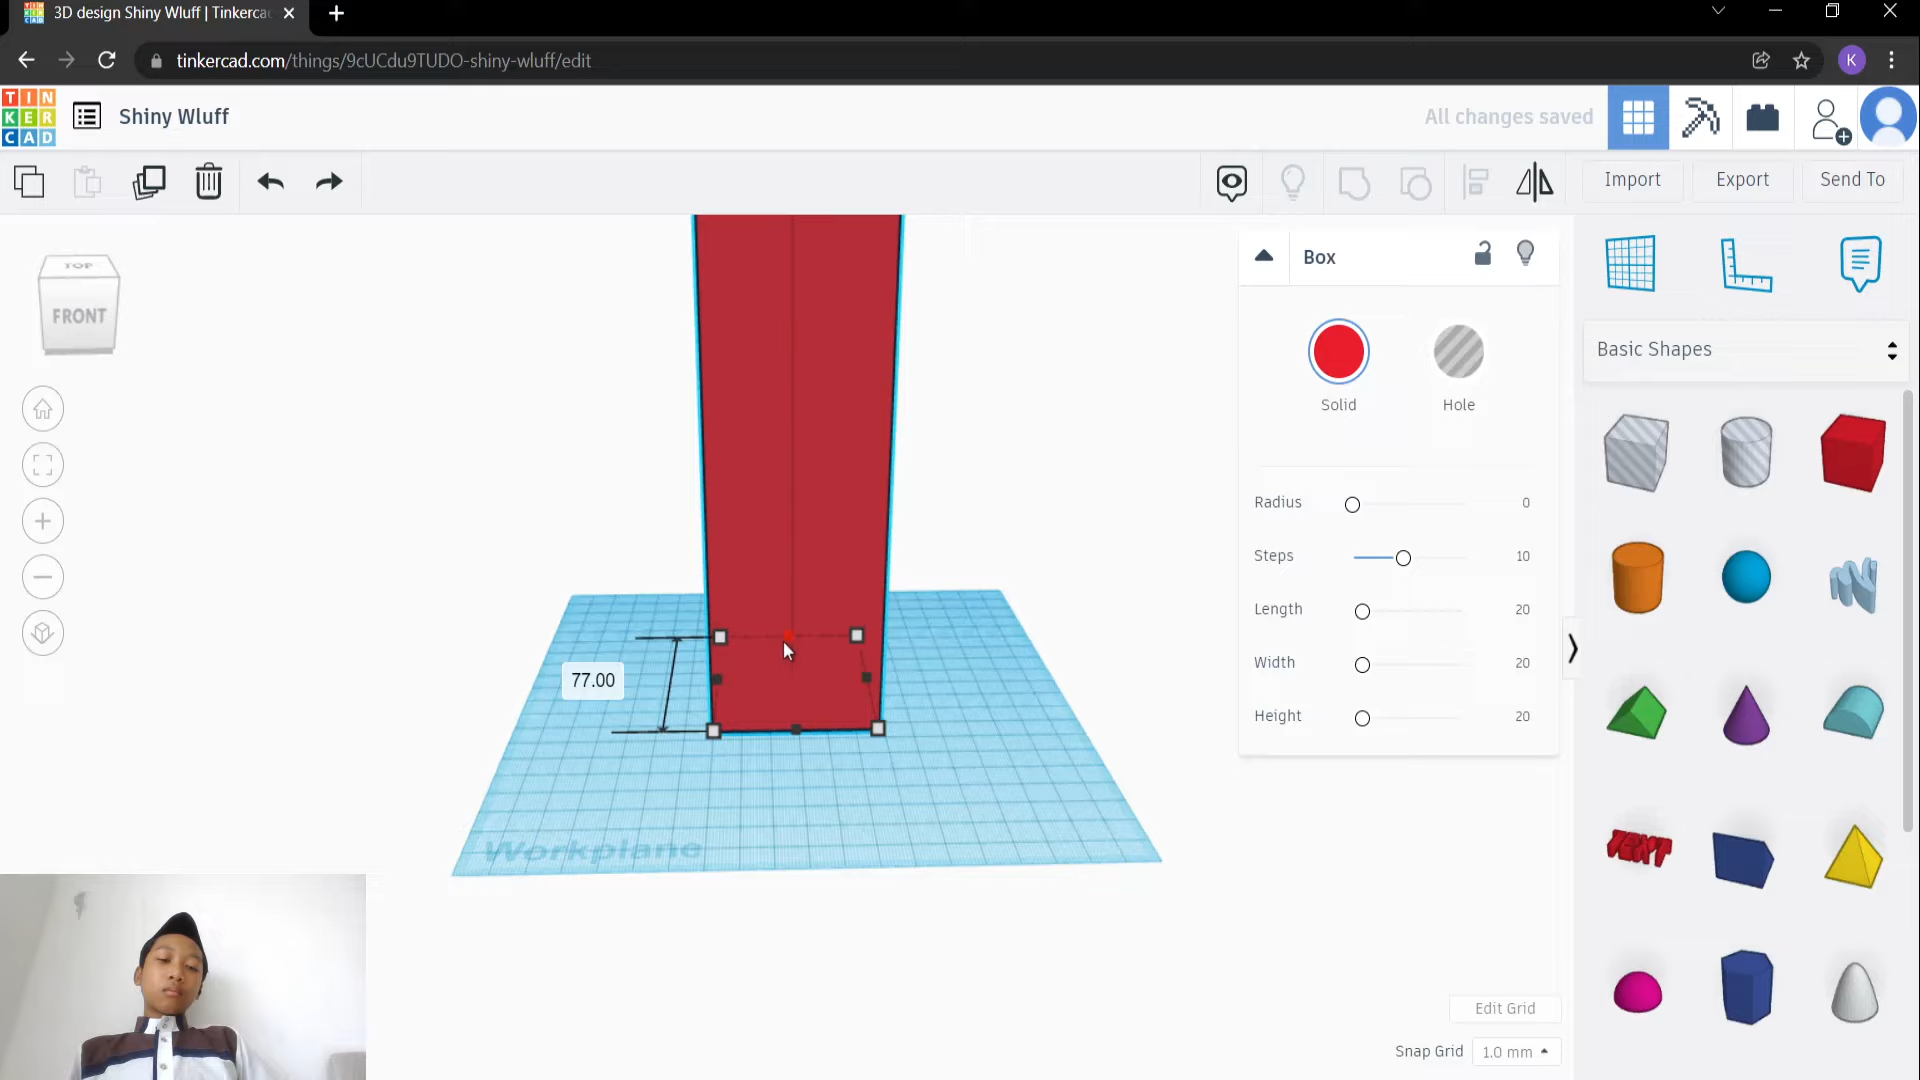 3D design Shiny Wluff | Tinkerca
tinkercad.com/things/9cUCdu9TUDO-shiny-wluff/edit
K
TIN
KER
CAD
Shiny Wluff
All changes saved
Import
Export
Send To
TOP
FRONT
Box
Solid
Hole
Radius
0
Steps
10
Length
20
Width
20
Height
20
77.00
Workplane
Basic Shapes
TEXT
Edit Grid
Snap Grid
1.0 mm